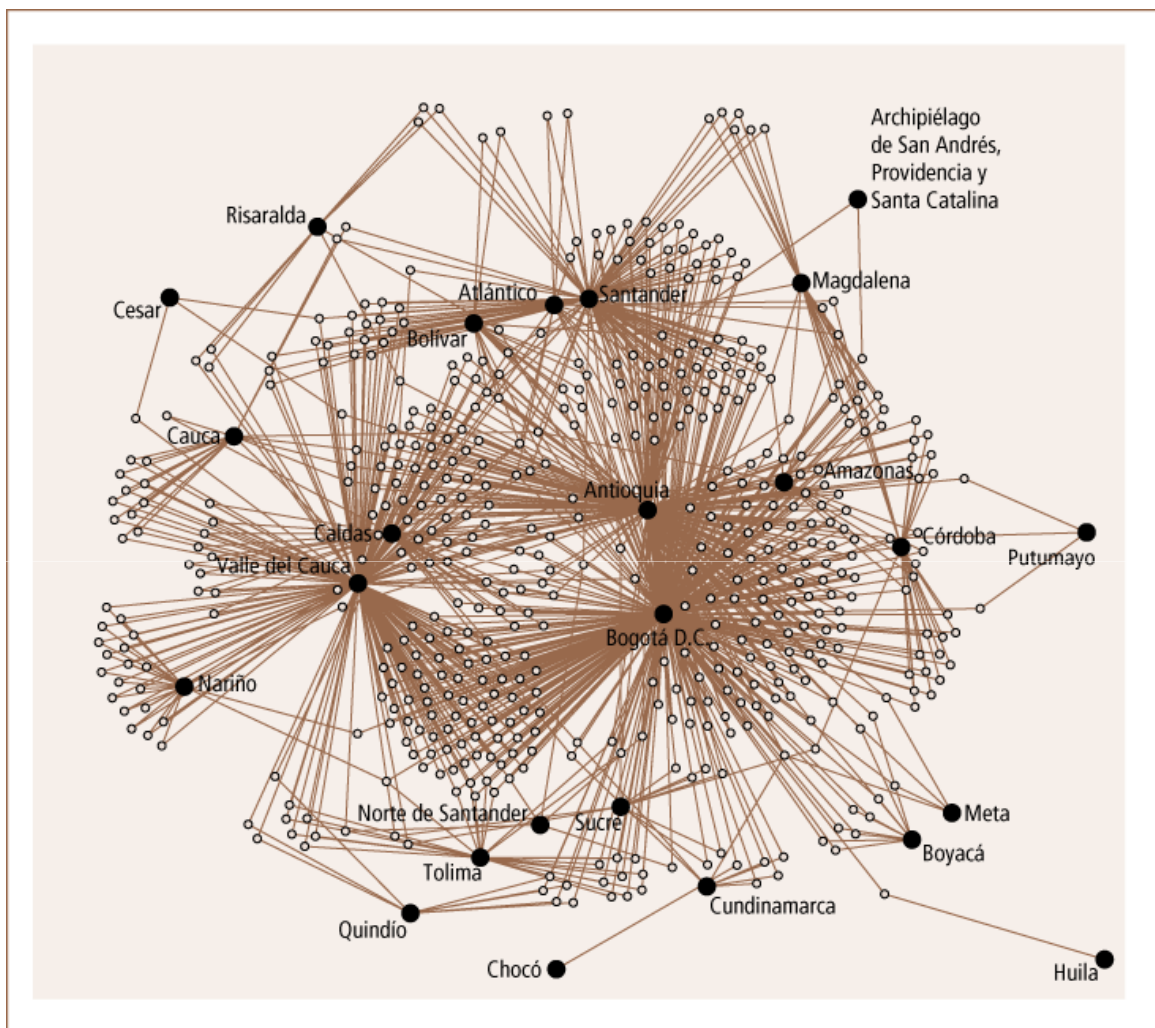 Archipiélago
de San Andrés,
Providencia y
Santa Catalina
Risaralda
Magdalena
Cesar
Atlántico
Santander
Bolívar
Cauca
Amazonas
Antioquia
Caldas
Córdoba
Putumayo
Valle del Cauca
Bogotá D.C.
Nariño
Norte de Santander
Sucre
Meta
Boyacá
Tolima
Cundinamarca
Quindío
Chocó
Huila